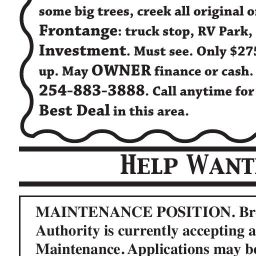 some big trees, creek all original
Frontange: truck stop, RV Park,
Investment. Must see. Only $275
up. May OWNER finance or cash.
254-883-3888. Call anytime for
Best Deal in this area.
HELP WANT
MAINTENANCE POSITION. Br
Authority is currently accepting a
Maintenance. Applications may be